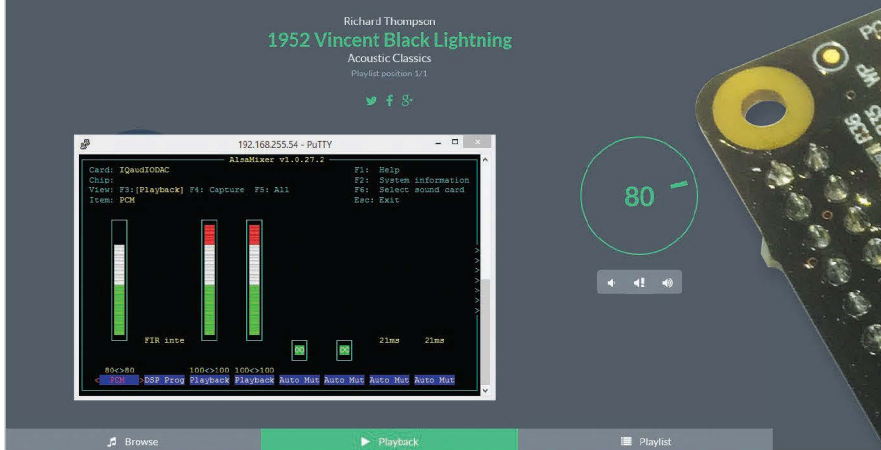 Richard Thompson
1952 Vincent Black Lightning
Acoustic Classics
Playlist position 1/1
192.168.255.54 - PuTTY
AlsaMixer v1.0.27.2
Card: IQaudIODAC F1: Help
Chip: F2: System information
View: F3:[Playback] F4: Capture F5: All F6: Select sound card
Item: PCM Esc: Exit
80
FIR inte 21ms 21ms
80<>80 100<>100 100<>100
< PCM >DSP Prog Playback Playback Auto Mut Auto Mut Auto Mut Auto Mut
Browse
Playback
Playlist